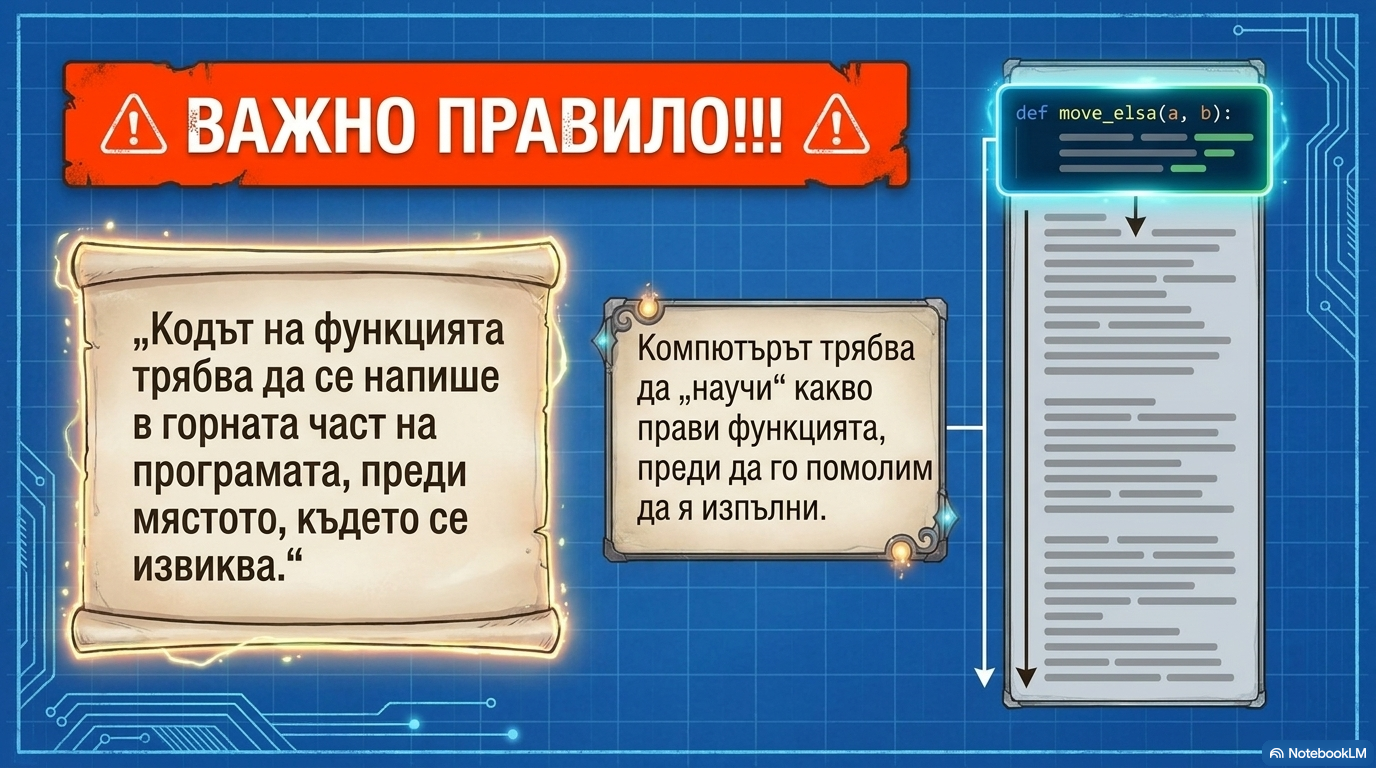 ВАЖНО ПРАВИЛО!!!
„Кодът на функцията
трябва да се напише
в горната част на
програмата, преди
мястото, където се
извиква.“
Компютърът трябва
да „научи“ какво
прави функцията,
преди да го помолим
да я изпълни.
def move_elsa(a, b):
NotebookLM